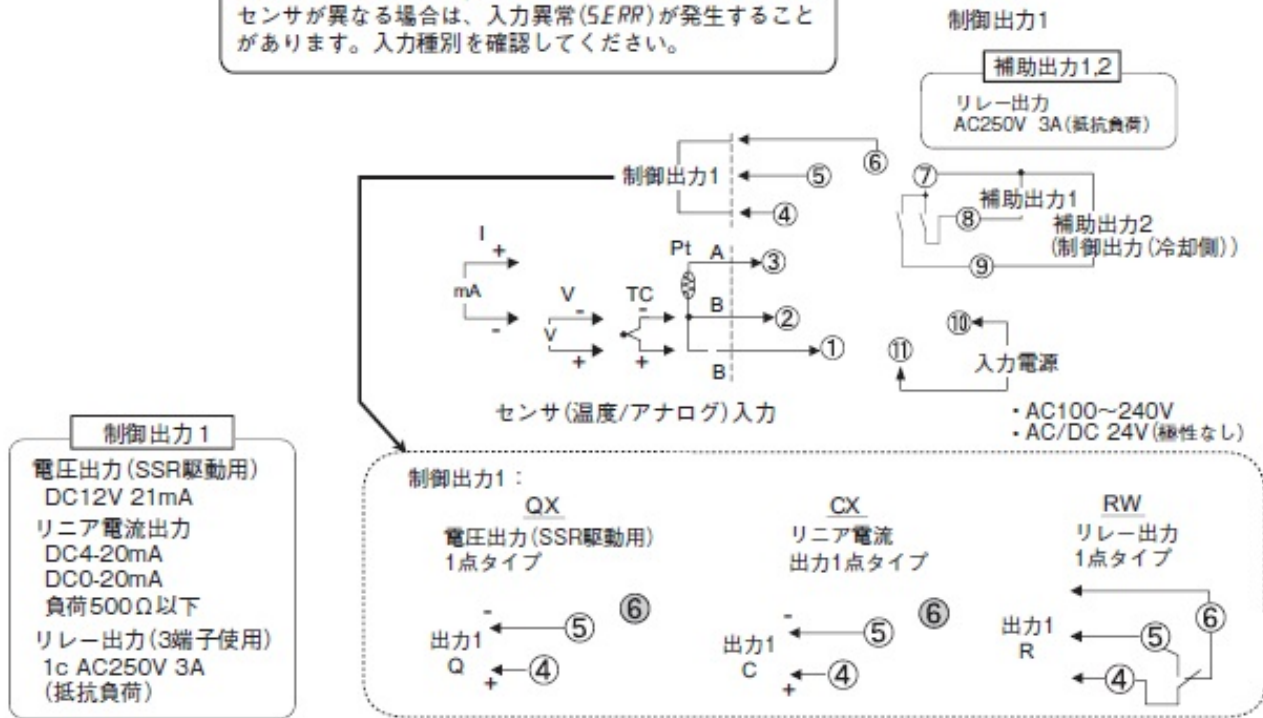 センサが異なる場合は、入力異常(S.ERR)が発生すること
があります。入力種別を確認してください。
制御出力1
補助出力1,2
リレー出力
AC250V 3A(抵抗負荷)
制御出力1
⑥
⑤
④
⑦
補助出力1
⑧
補助出力2
(制御出力(冷却側))
⑨
I
+
mA
-
V
-
V
+
TC
-
+
Pt
A
③
B
②
①
B
⑩
⑪
入力電源
センサ(温度/アナログ)入力
・AC100～240V
・AC/DC 24V(極性なし)
制御出力1
電圧出力(SSR駆動用)
DC12V 21mA
リニア電流出力
DC4-20mA
DC0-20mA
負荷500Ω以下
リレー出力(3端子使用)
1c AC250V 3A
(抵抗負荷)
制御出力1：
QX
電圧出力(SSR駆動用)
1点タイプ
⑥
-
⑤
出力1
Q
④
+
CX
リニア電流
出力1点タイプ
⑥
-
⑤
出力1
C
④
+
RW
リレー出力
1点タイプ
⑥
出力1
R
⑤
④